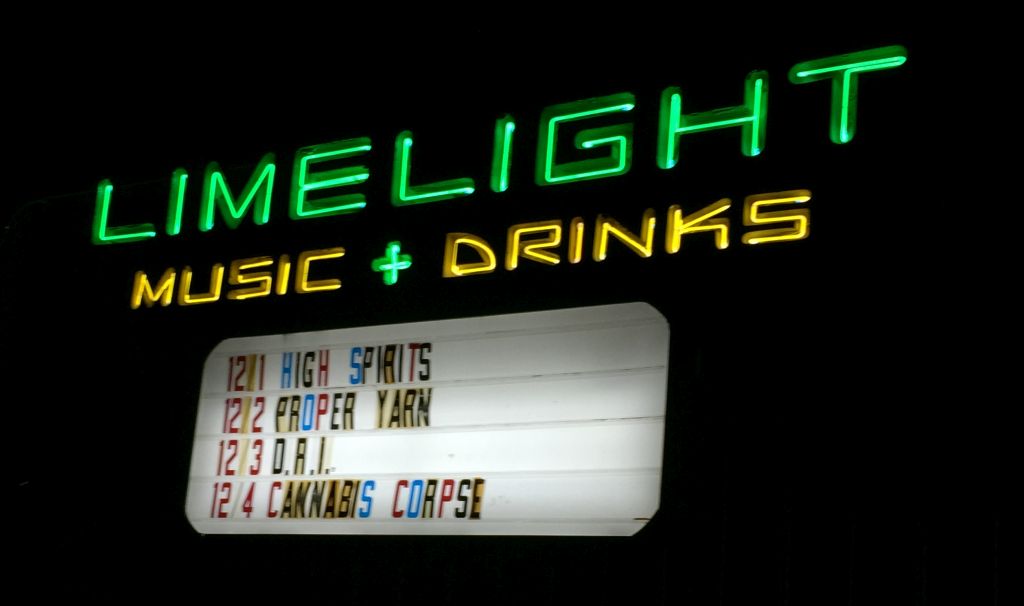 LIMELIGHT
MUSIC + DRINKS
12/1 HIGH SPIRITS
12/2 PROPER YARN
12/3 D.R.I.
12/4 CANNABIS CORPSE